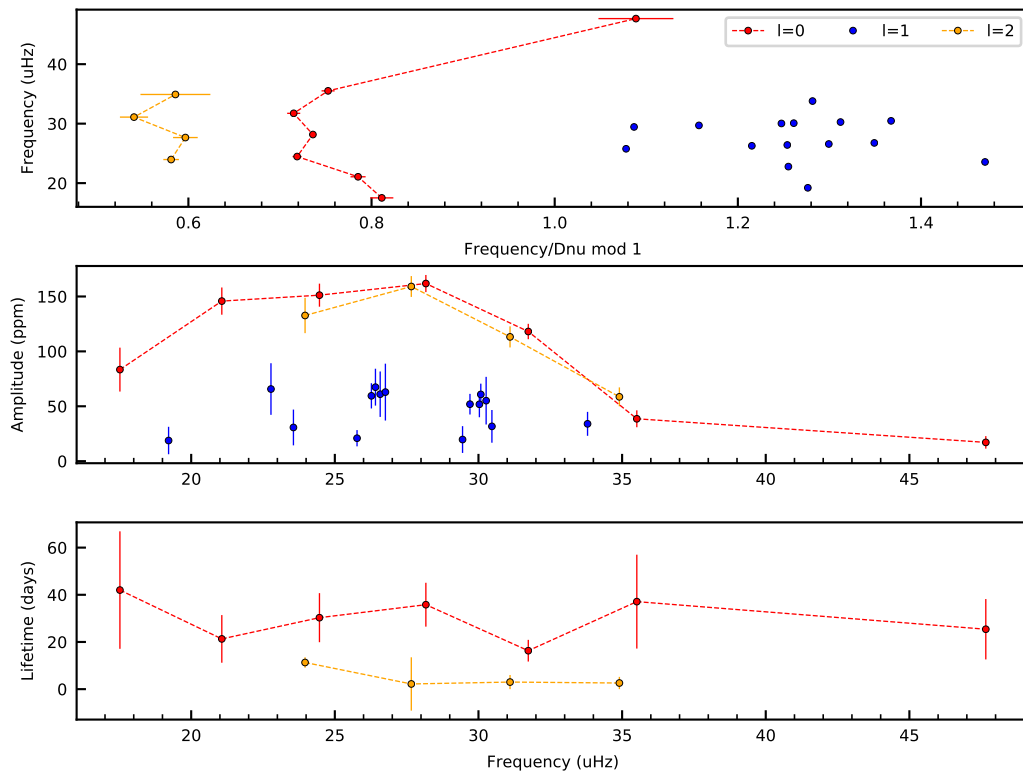 l=0 l=1 l=2
Frequency (uHz)
40
30
20
0.6 0.8 1.0 1.2 1.4
Frequency/Dnu mod 1
Amplitude (ppm)
150
100
50
0
20 25 30 35 40 45
Lifetime (days)
60
40
20
0
20 25 30 35 40 45
Frequency (uHz)